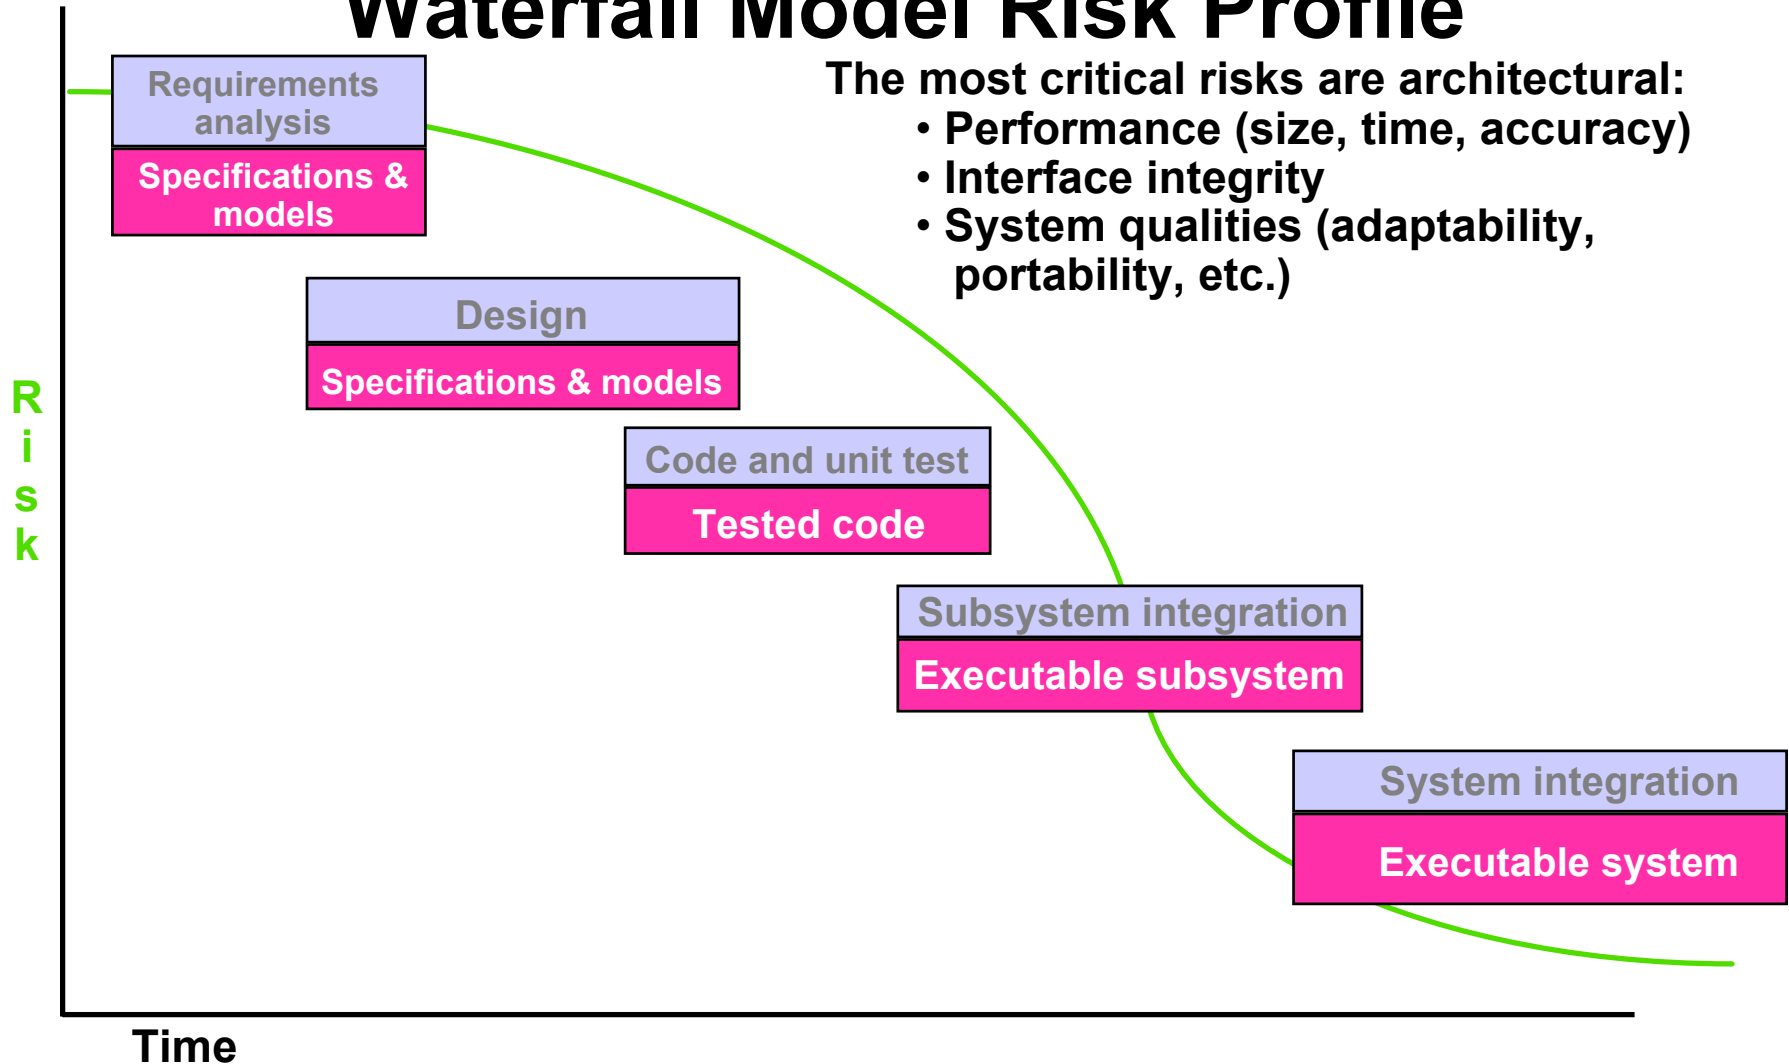 Waterfall Model Risk Profile
The most critical risks are architectural:
• Performance (size, time, accuracy)
• Interface integrity
• System qualities (adaptability,
portability, etc.)
Requirements
analysis
Specifications &
models
Design
Specifications & models
Code and unit test
Tested code
Subsystem integration
Executable subsystem
System integration
Executable system
R
i
s
k
Time